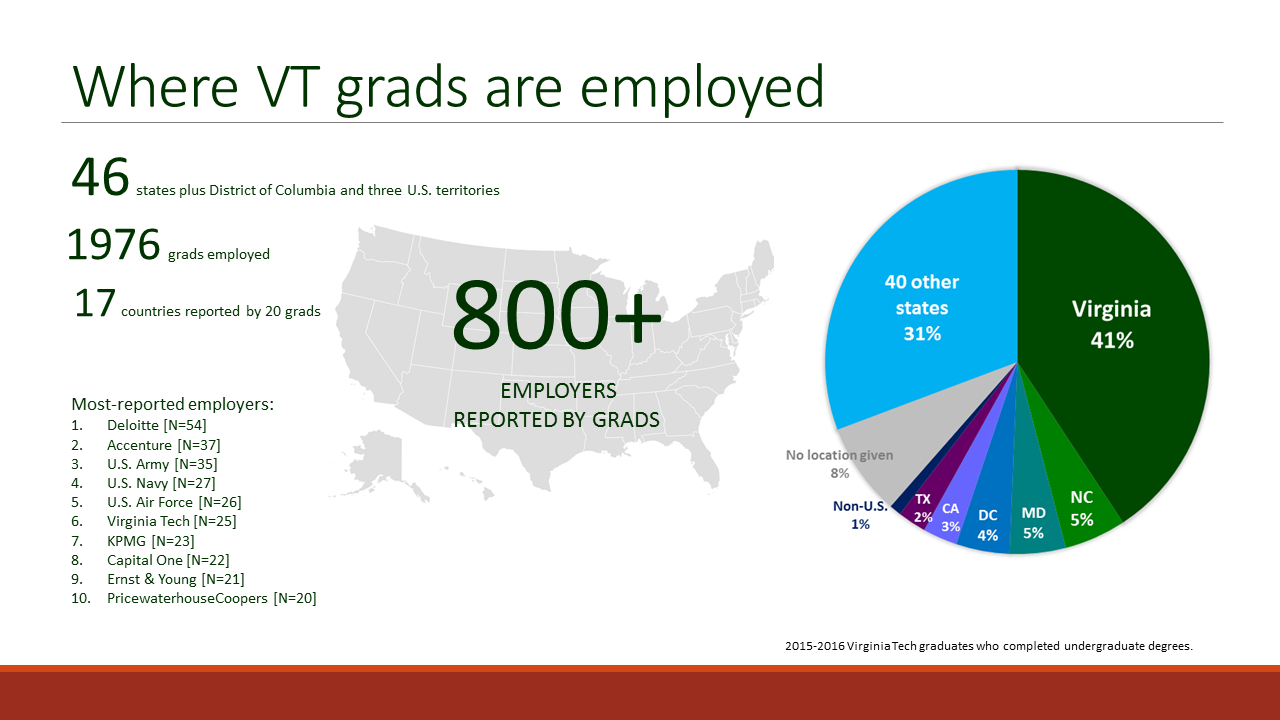 Where VT grads are employed
46 states plus District of Columbia and three U.S. territories
1976 grads employed
17 countries reported by 20 grads
800+
EMPLOYERS
REPORTED BY GRADS
Most-reported employers:
1. Deloitte [N=54]
2. Accenture [N=37]
3. U.S. Army [N=35]
4. U.S. Navy [N=27]
5. U.S. Air Force [N=26]
6. Virginia Tech [N=25]
7. KPMG [N=23]
8. Capital One [N=22]
9. Ernst & Young [N=21]
10. PricewaterhouseCoopers [N=20]
40 other
states
31%
Virginia
41%
No location given
8%
Non-U.S.
1%
TX
2%
CA
3%
DC
4%
MD
5%
NC
5%
2015-2016 Virginia Tech graduates who completed undergraduate degrees.